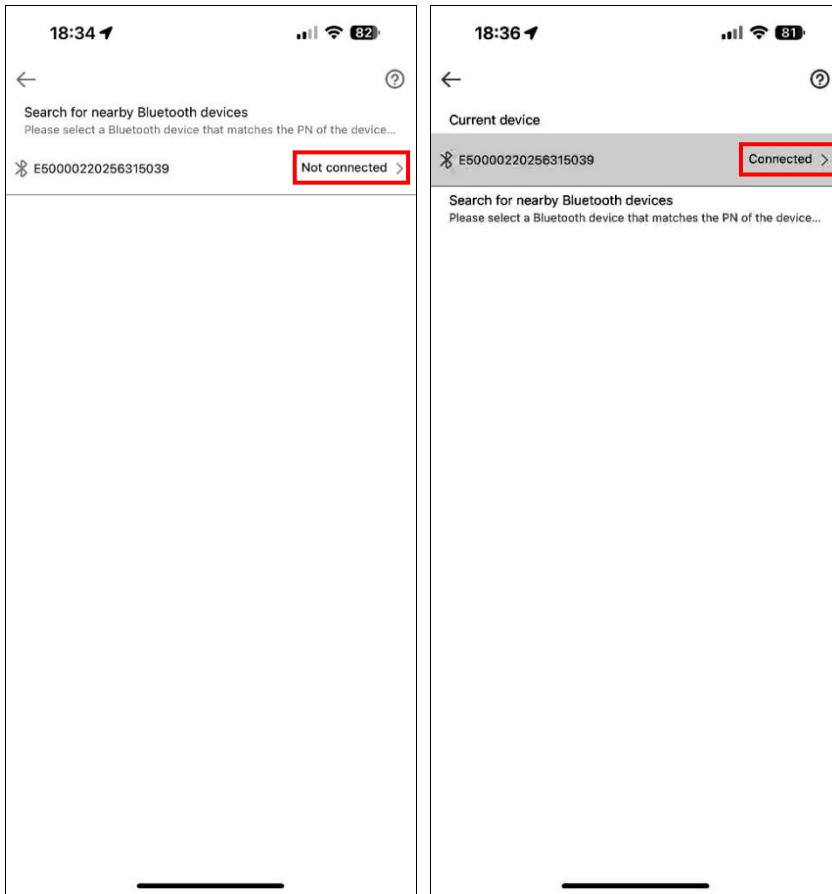 18:34
82
Search for nearby Bluetooth devices
Please select a Bluetooth device that matches the PN of the device...
E50000220256315039
Not connected
18:36
81
Current device
E50000220256315039
Connected
Search for nearby Bluetooth devices
Please select a Bluetooth device that matches the PN of the device...